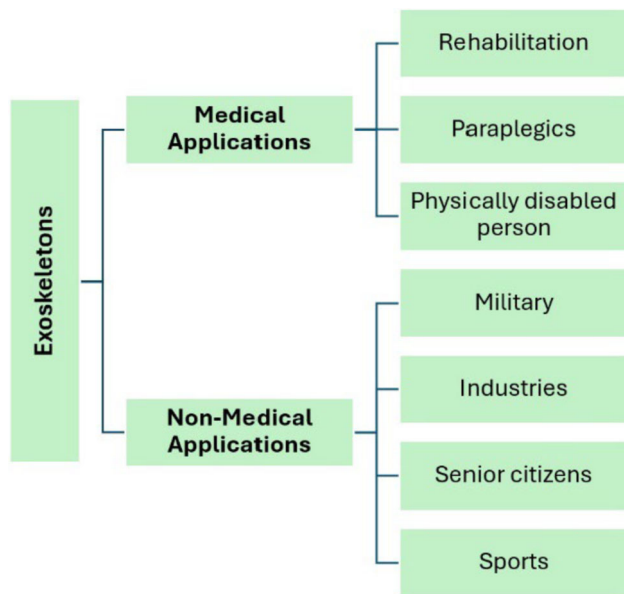 Exoskeletons
Medical
Applications
Rehabilitation
Paraplegics
Physically disabled
person
Non-Medical
Applications
Military
Industries
Senior citizens
Sports